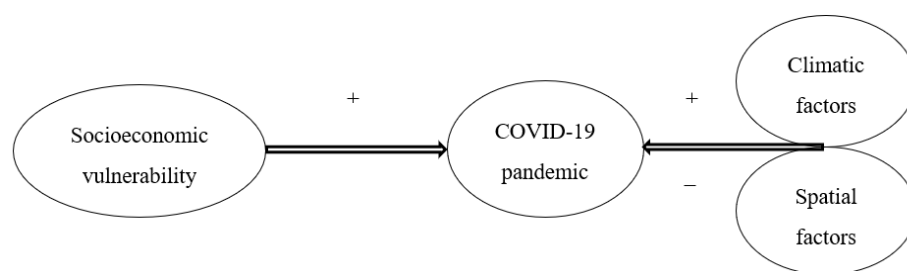 Socioeconomic
vulnerability
+
COVID-19
pandemic
+
–
Climatic
factors
Spatial
factors